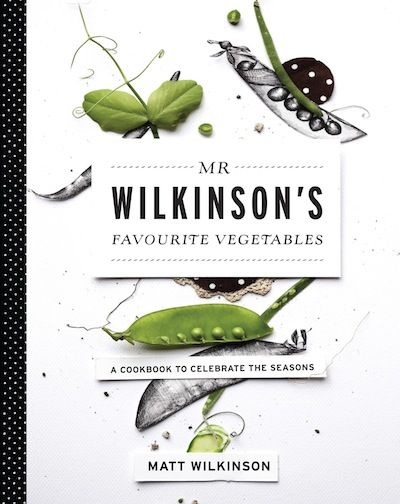 MR
WILKINSON'S
FAVOURITE VEGETABLES
A COOKBOOK TO CELEBRATE THE SEASONS
MATT WILKINSON